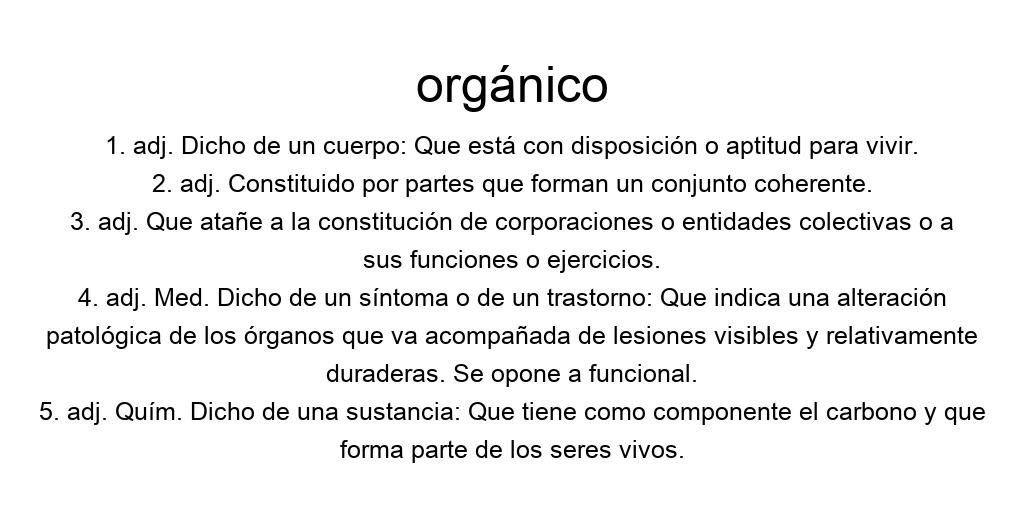 orgánico
1. adj. Dicho de un cuerpo: Que está con disposición o aptitud para vivir.
2. adj. Constituido por partes que forman un conjunto coherente.
3. adj. Que atañe a la constitución de corporaciones o entidades colectivas o a
sus funciones o ejercicios.
4. adj. Med. Dicho de un síntoma o de un trastorno: Que indica una alteración
patológica de los órganos que va acompañada de lesiones visibles y relativamente
duraderas. Se opone a funcional.
5. adj. Quím. Dicho de una sustancia: Que tiene como componente el carbono y que
forma parte de los seres vivos.